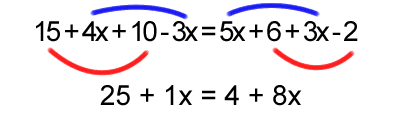 15+4x+10-3x=5x+6+3x-2
25 + 1x = 4 + 8x